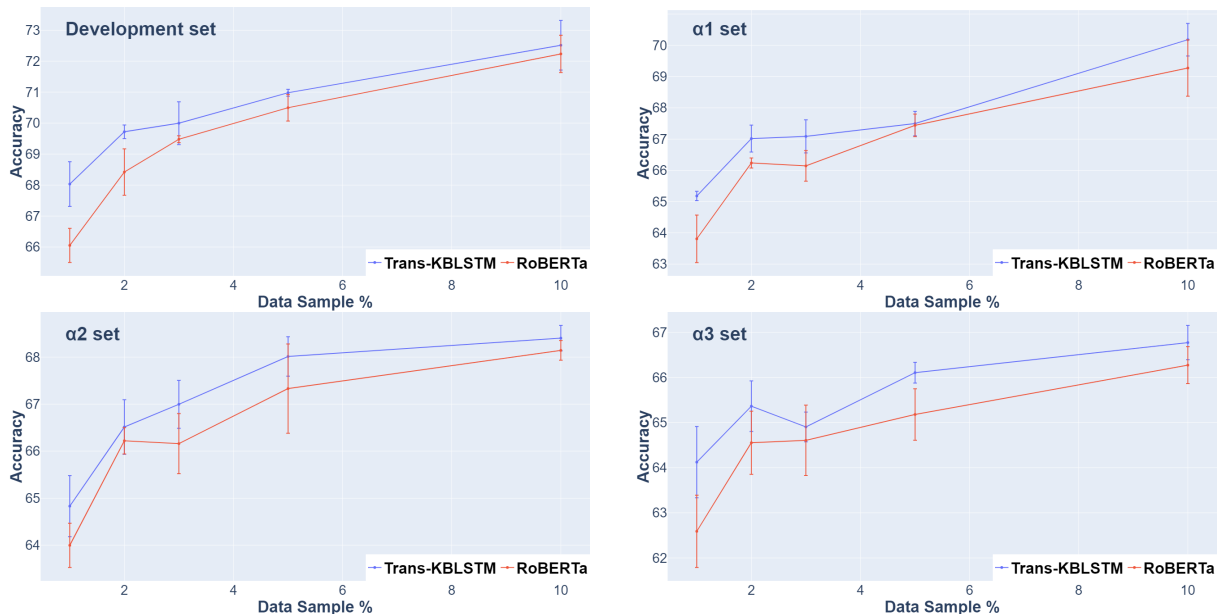 Development set
Accuracy
73
72
71
70
69
68
67
66
2
4
6
8
10
Data Sample %
Trans-KBLSTM
RoBERTa
α1 set
Accuracy
70
69
68
67
66
65
64
63
2
4
6
8
10
Data Sample %
Trans-KBLSTM
RoBERTa
α2 set
Accuracy
68
67
66
65
64
2
4
6
8
10
Data Sample %
Trans-KBLSTM
RoBERTa
α3 set
Accuracy
67
66
65
64
63
62
2
4
6
8
10
Data Sample %
Trans-KBLSTM
RoBERTa